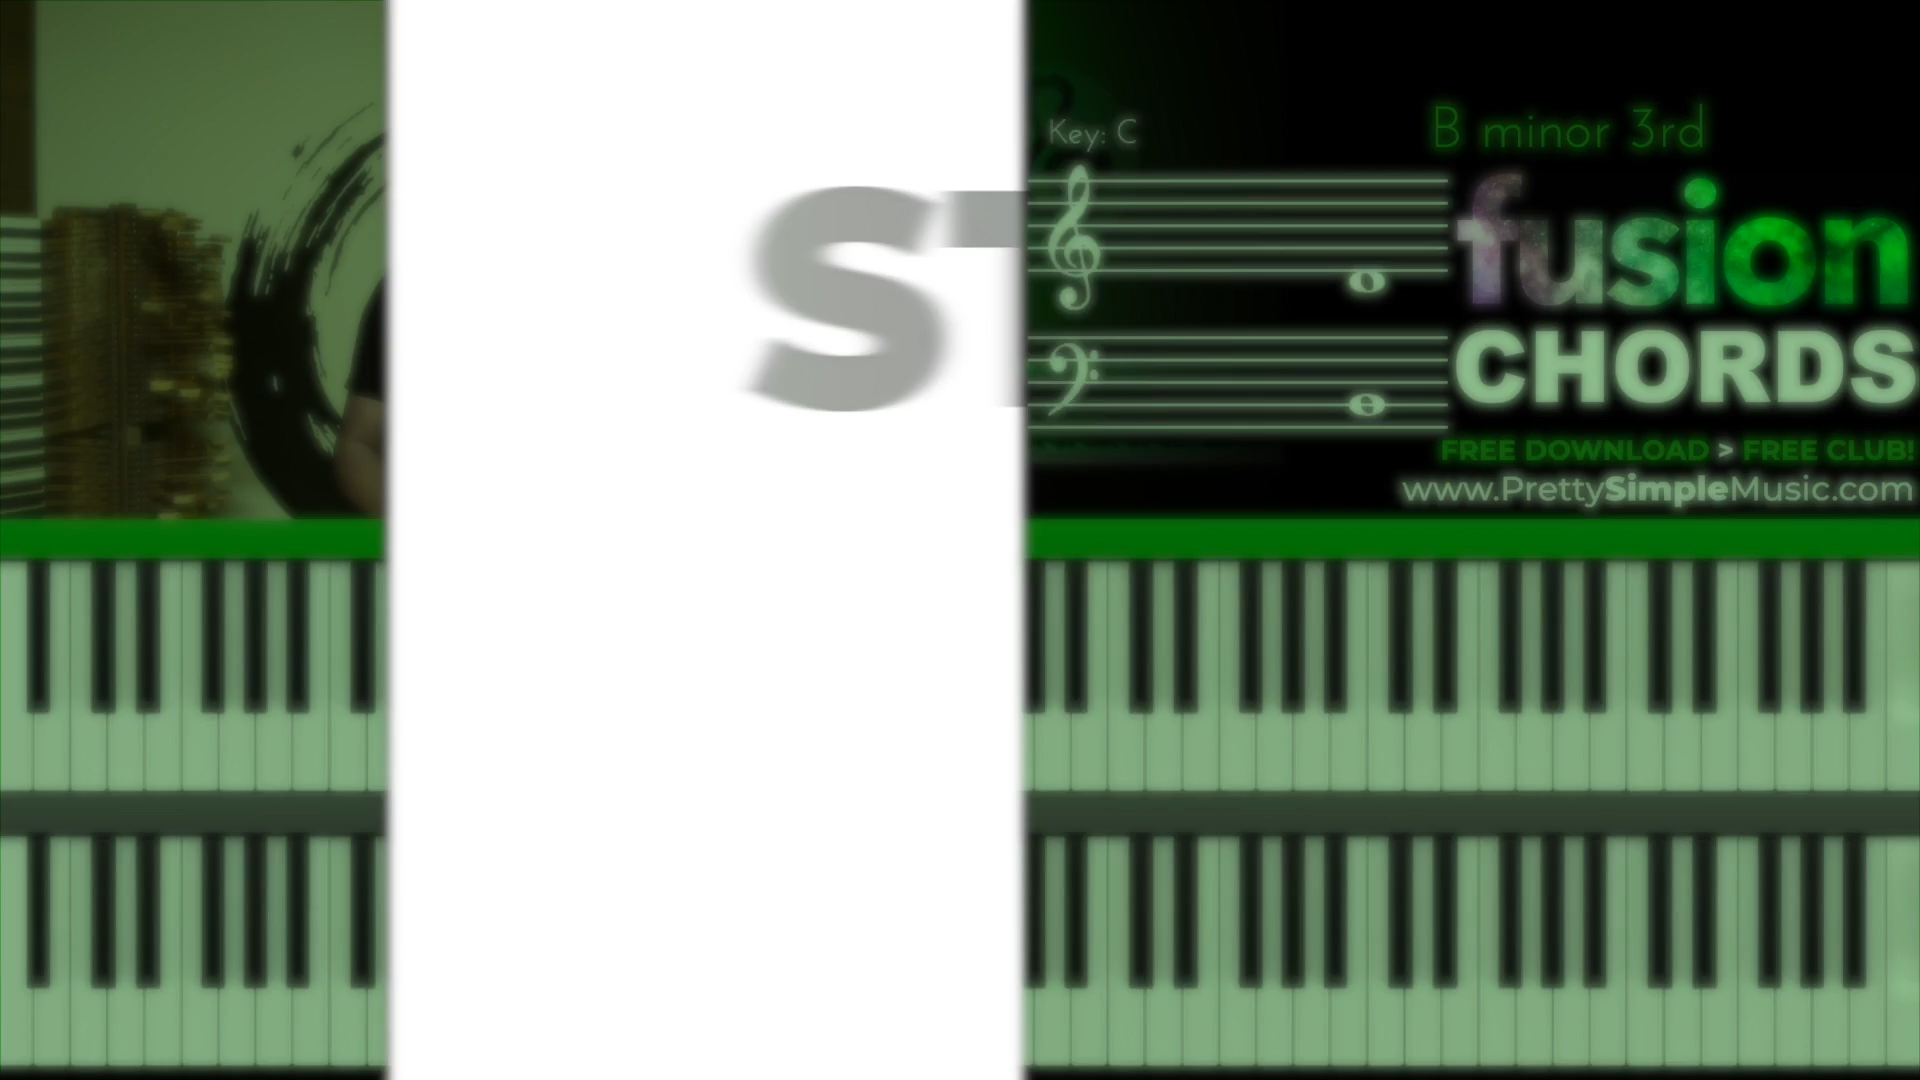 Key: C
B minor 3rd
ST
fusion
CHORDS
FREE DOWNLOAD > FREE CLUB!
www.PrettySimpleMusic.com